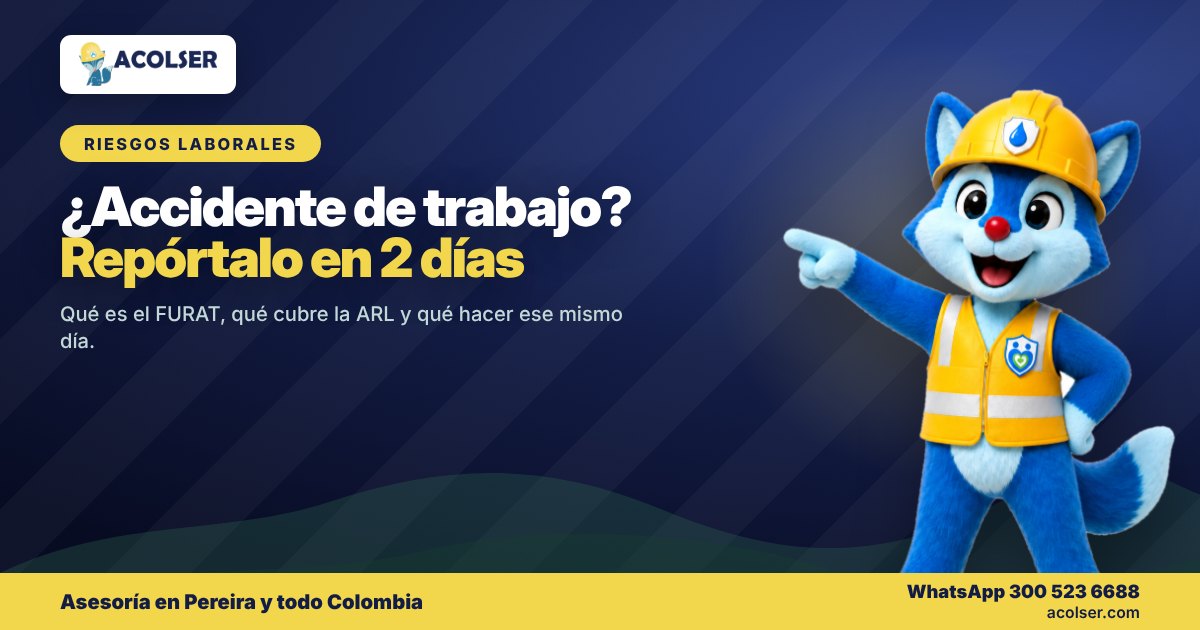 ACOLSER
RIESGOS LABORALES
¿Accidente de trabajo?
Repórtalo en 2 días
Qué es el FURAT, qué cubre la ARL y qué hacer ese mismo
día.
Asesoría en Pereira y todo Colombia
WhatsApp 300 523 6688
acolser.com